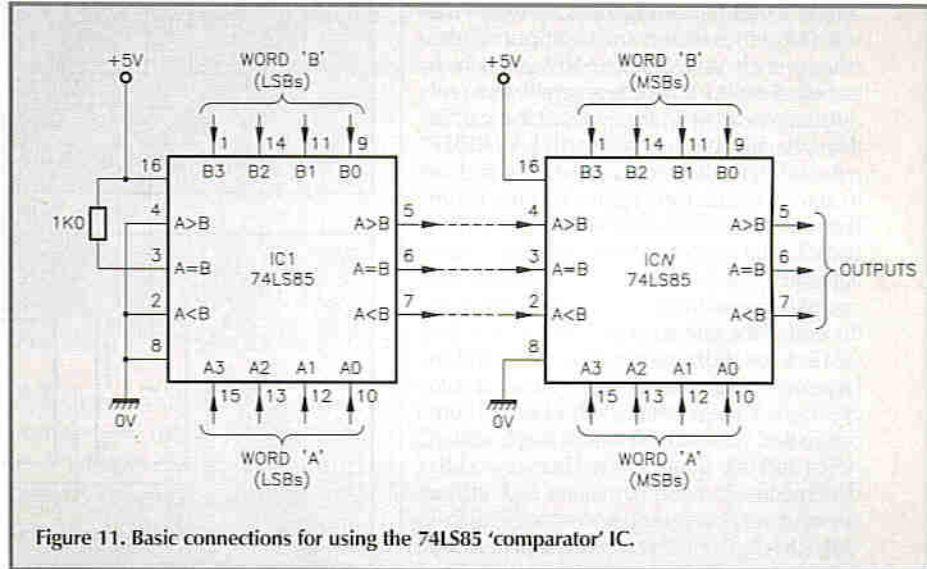 +5V
WORD 'B'
(LSBs)
+5V
WORD 'B'
(MSBs)
1 14 11 9
1 14 11 9
16
B3 B2 B1 B0
16
B3 B2 B1 B0
1K0
4
A>B
A>B
5
4
A>B
A>B
5
3
A=B
IC1
74LS85
A=B
6
3
A=B
ICN
74LS85
A=B
6
OUTPUTS
2
A<B
A<B
7
2
A<B
A<B
7
8
8
A3 A2 A1 A0
A3 A2 A1 A0
15 13 12 10
15 13 12 10
0V
WORD 'A'
(LSBs)
0V
WORD 'A'
(MSBs)
Figure 11. Basic connections for using the 74LS85 'comparator' IC.